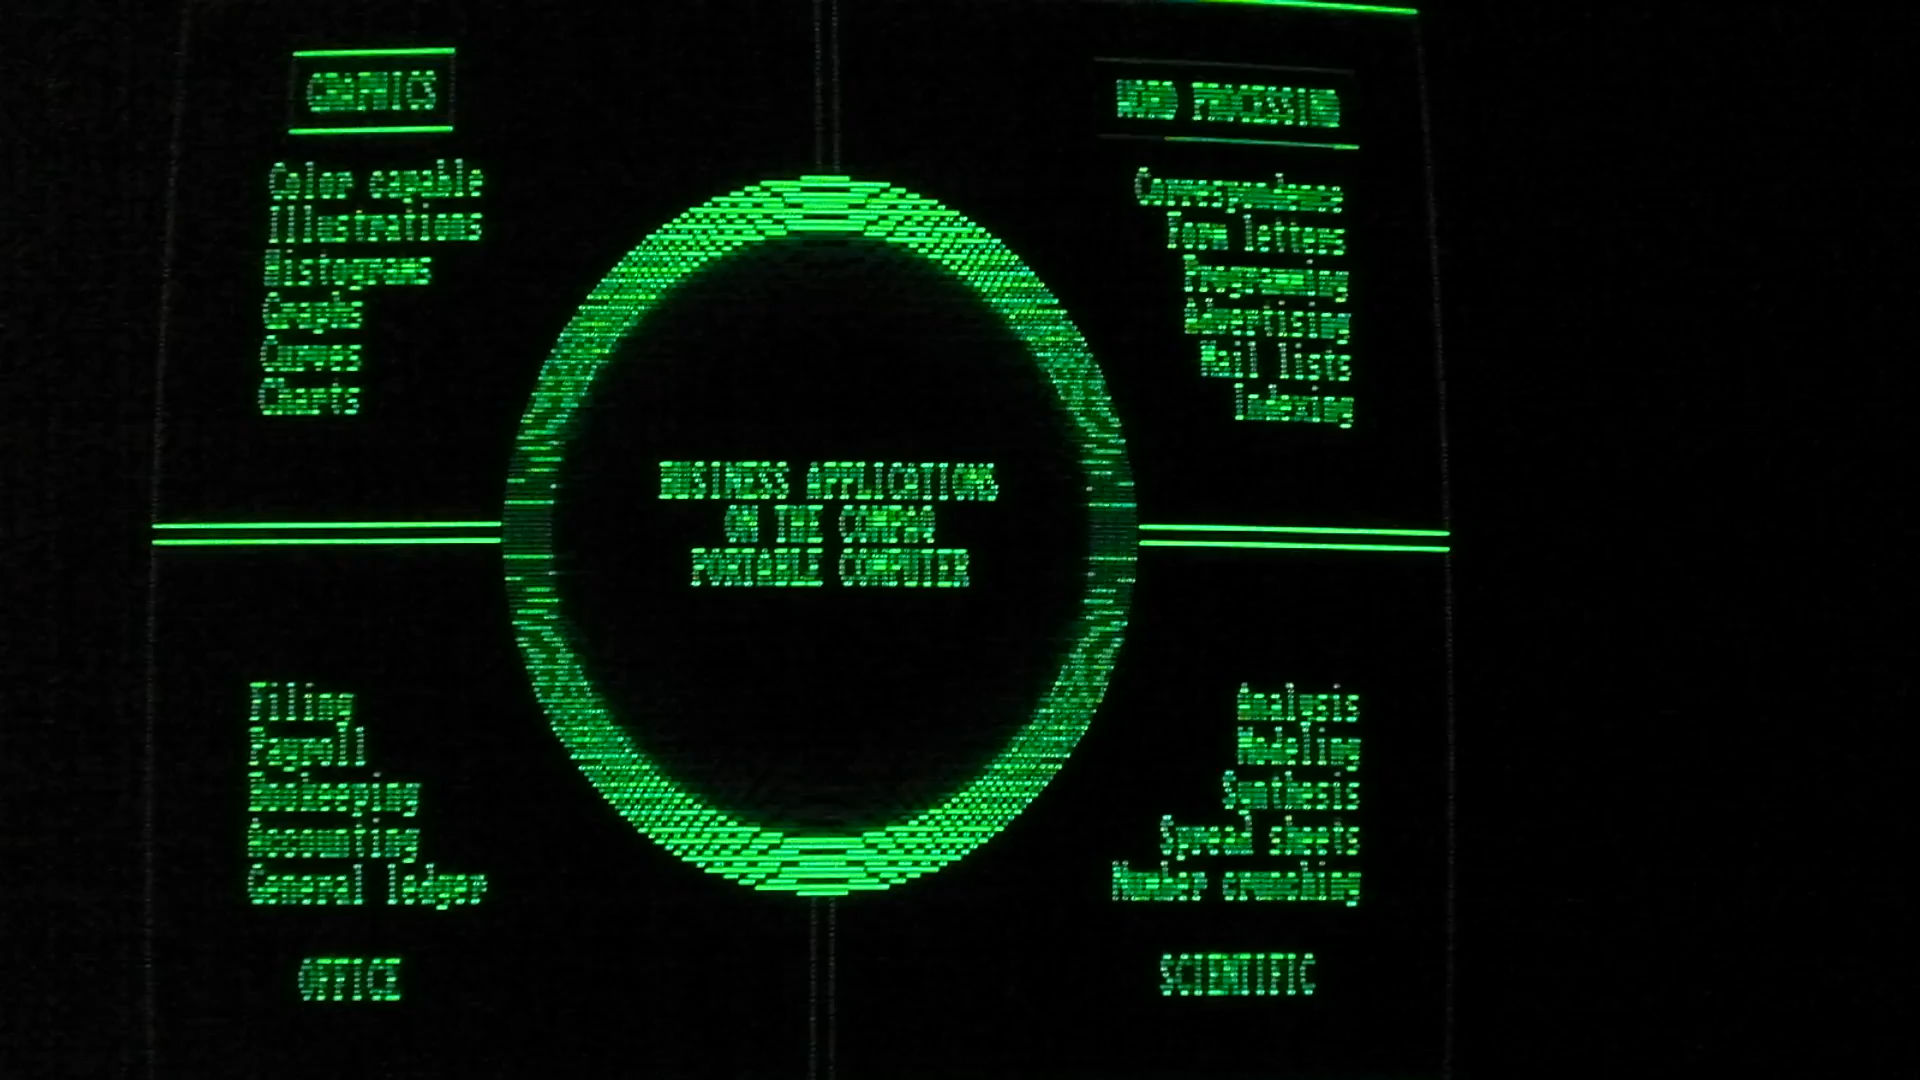 GRAPHICS
Color capable
Illustrations
Histograms
Graphs
Curves
Charts
WORD PROCESSING
Correspondence
Form letters
Programming
Advertising
Mail lists
Indexing
BUSINESS APPLICATIONS
ON THE COMPAQ
PORTABLE COMPUTER
Filing
Payroll
Bookeeping
Accounting
General ledger
OFFICE
Analysis
Modeling
Synthesis
Spread sheets
Number crunching
SCIENTIFIC